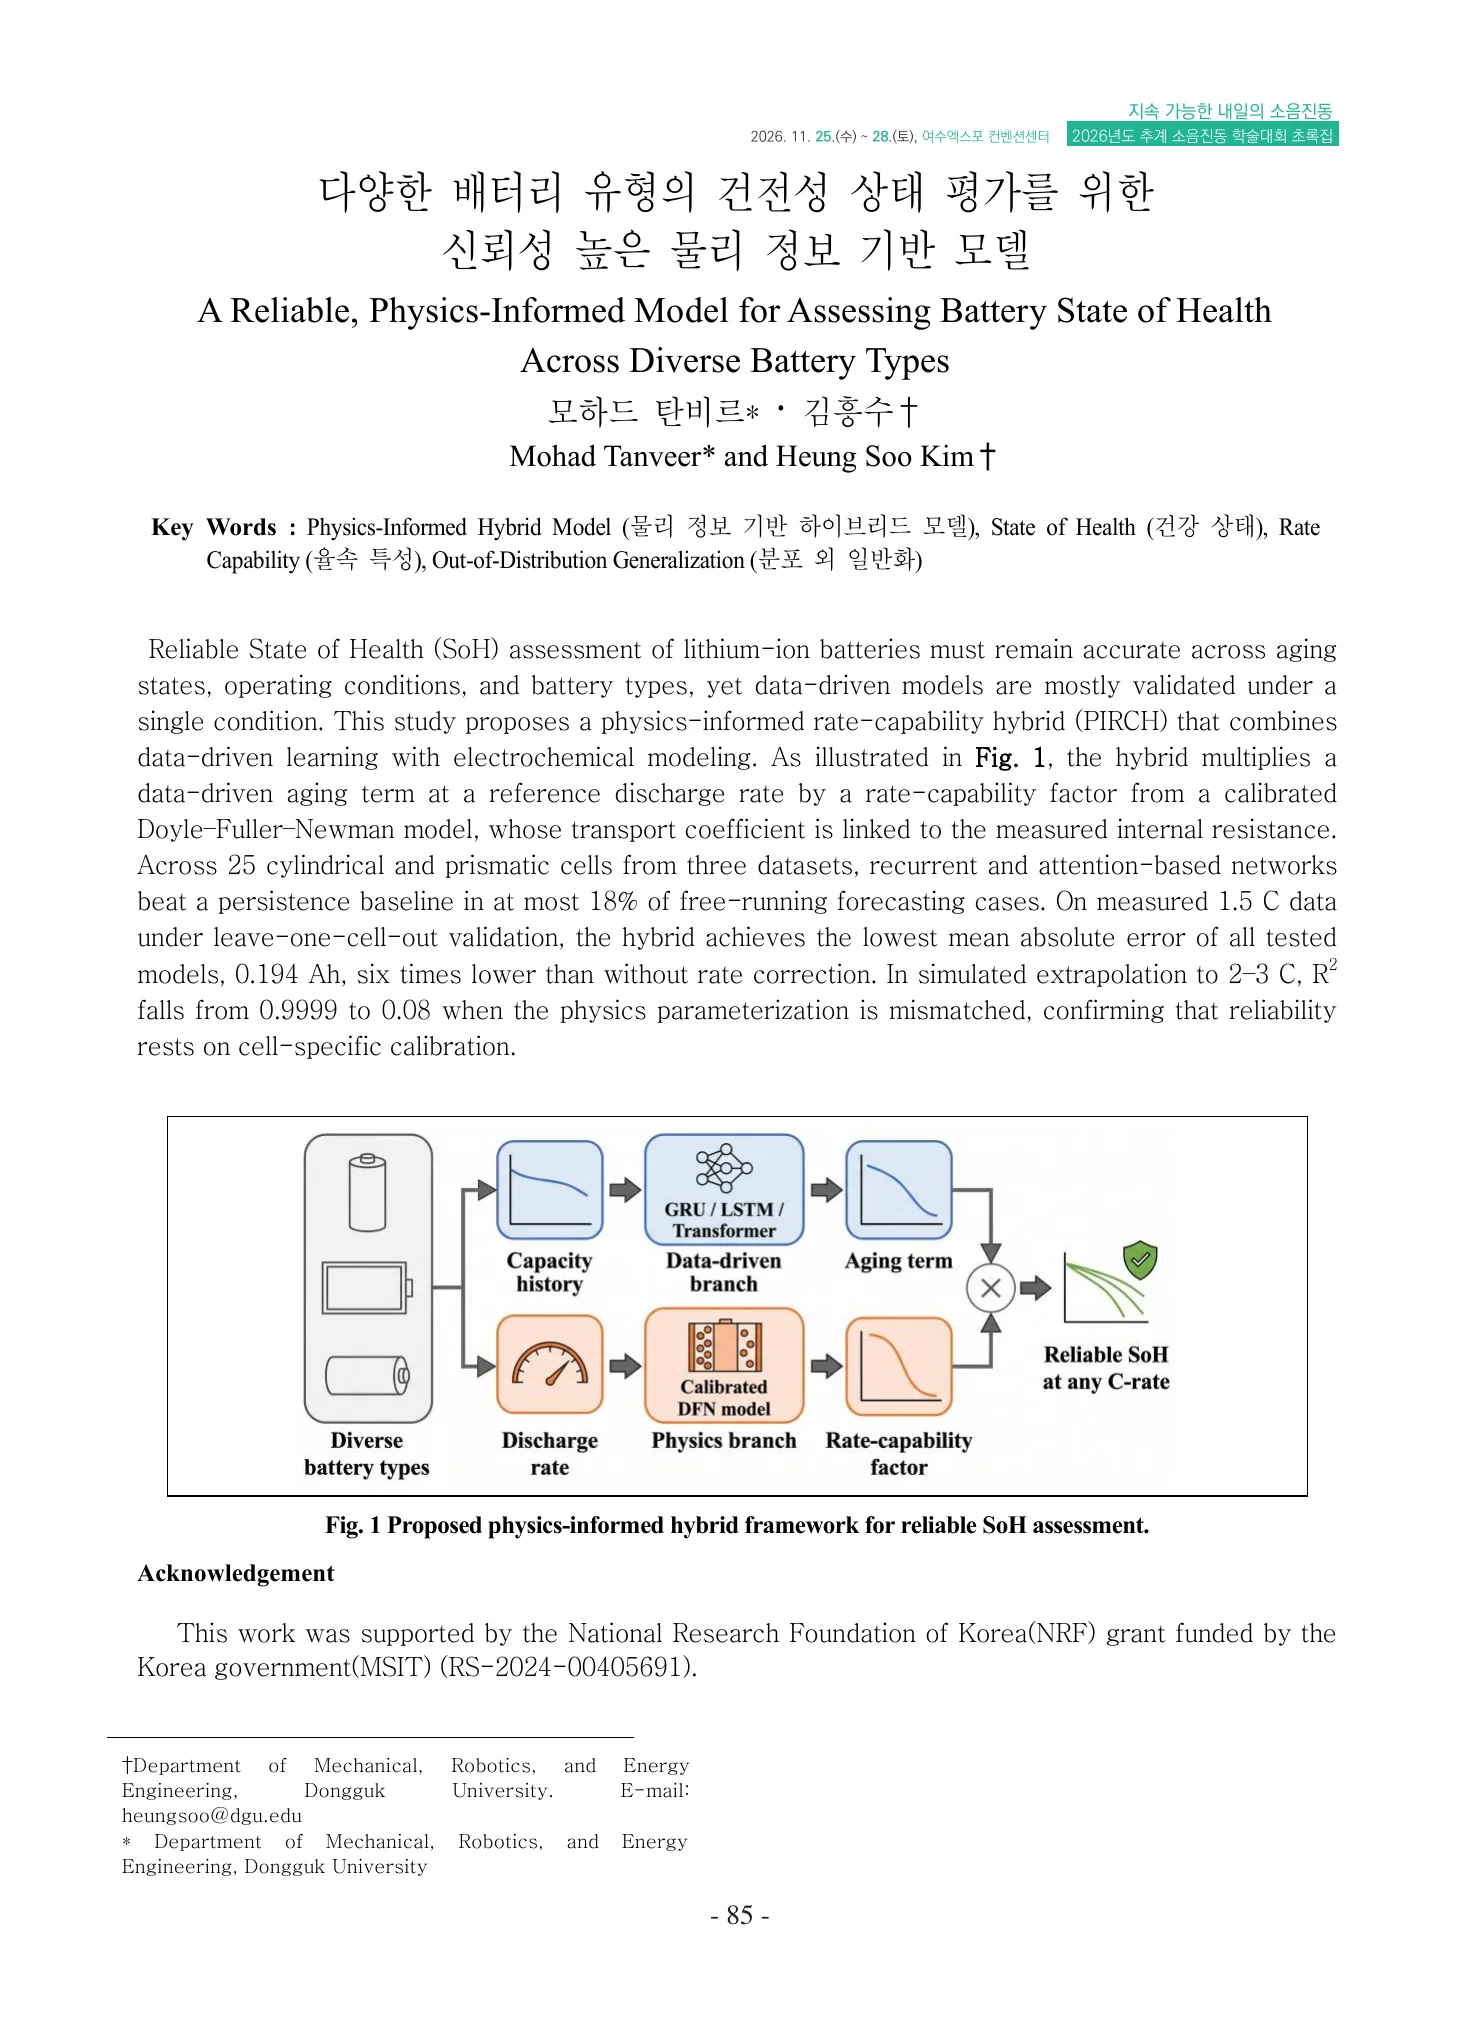 지속 가능한 내일의 소음진동
2026. 11. 25.(수) ~ 28.(토), 여수엑스포 컨벤션센터 2026년도 추계 소음진동 학술대회 초록집
다양한 배터리 유형의 건전성 상태 평가를 위한
신뢰성 높은 물리 정보 기반 모델
A Reliable, Physics-Informed Model for Assessing Battery State of Health
Across Diverse Battery Types
모하드 탄비르* · 김흥수†
Mohad Tanveer* and Heung Soo Kim†
Key Words : Physics-Informed Hybrid Model (물리 정보 기반 하이브리드 모델), State of Health (건강 상태), Rate
Capability (율속 특성), Out-of-Distribution Generalization (분포 외 일반화)
Reliable State of Health (SoH) assessment of lithium-ion batteries must remain accurate across aging
states, operating conditions, and battery types, yet data-driven models are mostly validated under a
single condition. This study proposes a physics-informed rate-capability hybrid (PIRCH) that combines
data-driven learning with electrochemical modeling. As illustrated in Fig. 1, the hybrid multiplies a
data-driven aging term at a reference discharge rate by a rate-capability factor from a calibrated
Doyle–Fuller–Newman model, whose transport coefficient is linked to the measured internal resistance.
Across 25 cylindrical and prismatic cells from three datasets, recurrent and attention-based networks
beat a persistence baseline in at most 18% of free-running forecasting cases. On measured 1.5 C data
under leave-one-cell-out validation, the hybrid achieves the lowest mean absolute error of all tested
models, 0.194 Ah, six times lower than without rate correction. In simulated extrapolation to 2–3 C, R²
falls from 0.9999 to 0.08 when the physics parameterization is mismatched, confirming that reliability
rests on cell-specific calibration.
GRU / LSTM /
Transformer
Capacity
history
Data-driven
branch
Aging term
Calibrated
DFN model
Reliable SoH
at any C-rate
Diverse
battery types
Discharge
rate
Physics branch
Rate-capability
factor
Fig. 1 Proposed physics-informed hybrid framework for reliable SoH assessment.
Acknowledgement
This work was supported by the National Research Foundation of Korea(NRF) grant funded by the
Korea government(MSIT) (RS-2024-00405691).
†Department of Mechanical, Robotics, and Energy
Engineering, Dongguk University. E-mail:
heungsoo@dgu.edu
* Department of Mechanical, Robotics, and Energy
Engineering, Dongguk University
- 85 -